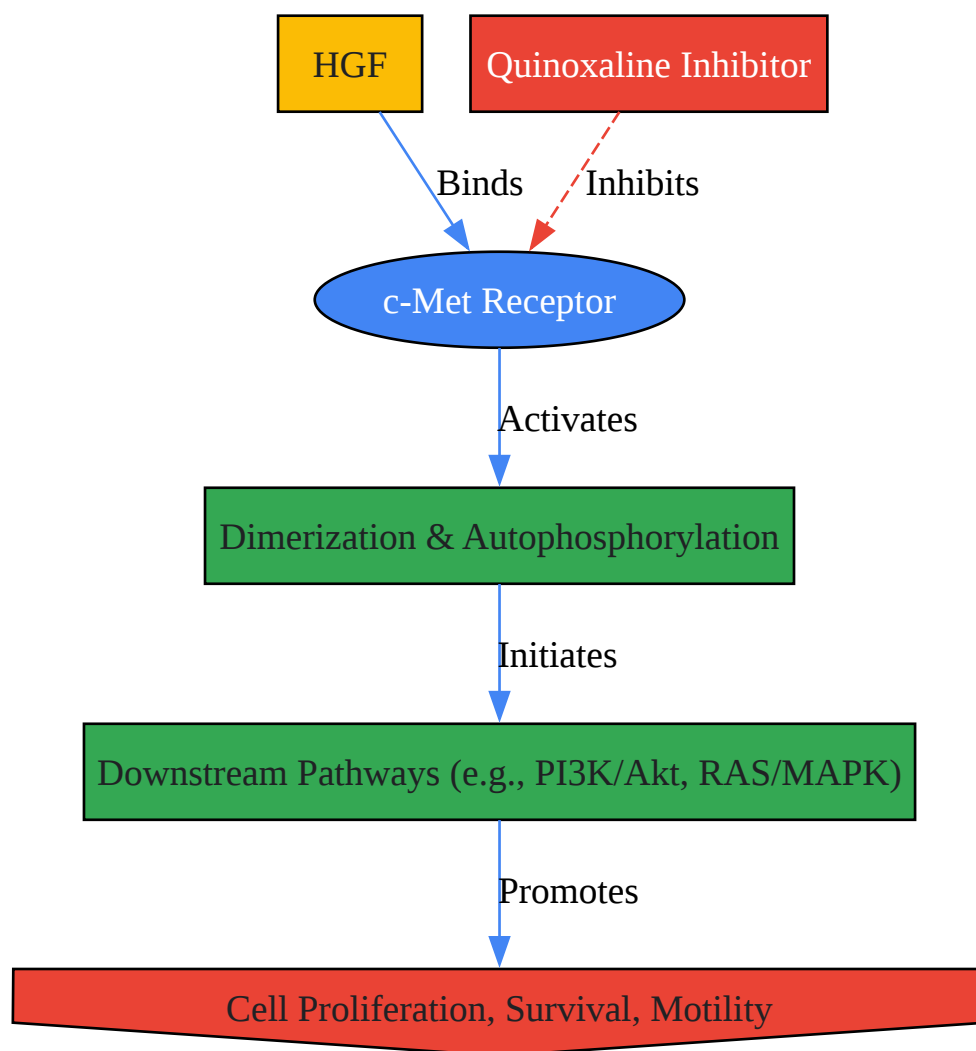 HGF
Quinoxaline Inhibitor
Binds
Inhibits
c-Met Receptor
Activates
Dimerization & Autophosphorylation
Initiates
Downstream Pathways (e.g., PI3K/Akt, RAS/MAPK)
Promotes
Cell Proliferation, Survival, Motility